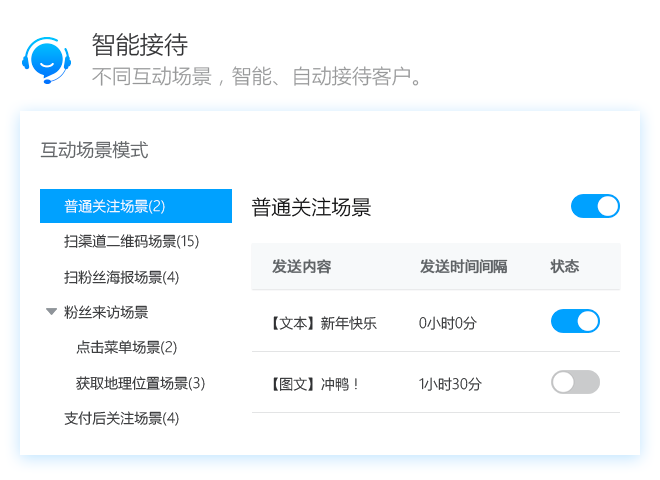 智能接待
不同互动场景，智能、自动接待客户。
互动场景模式
普通关注场景(2)
扫渠道二维码场景(15)
扫粉丝海报场景(4)
粉丝来访场景
点击菜单场景(2)
获取地理位置场景(3)
支付后关注场景(4)
普通关注场景
发送内容 发送时间间隔 状态
【文本】新年快乐 0小时0分
【图文】冲鸭！ 1小时30分